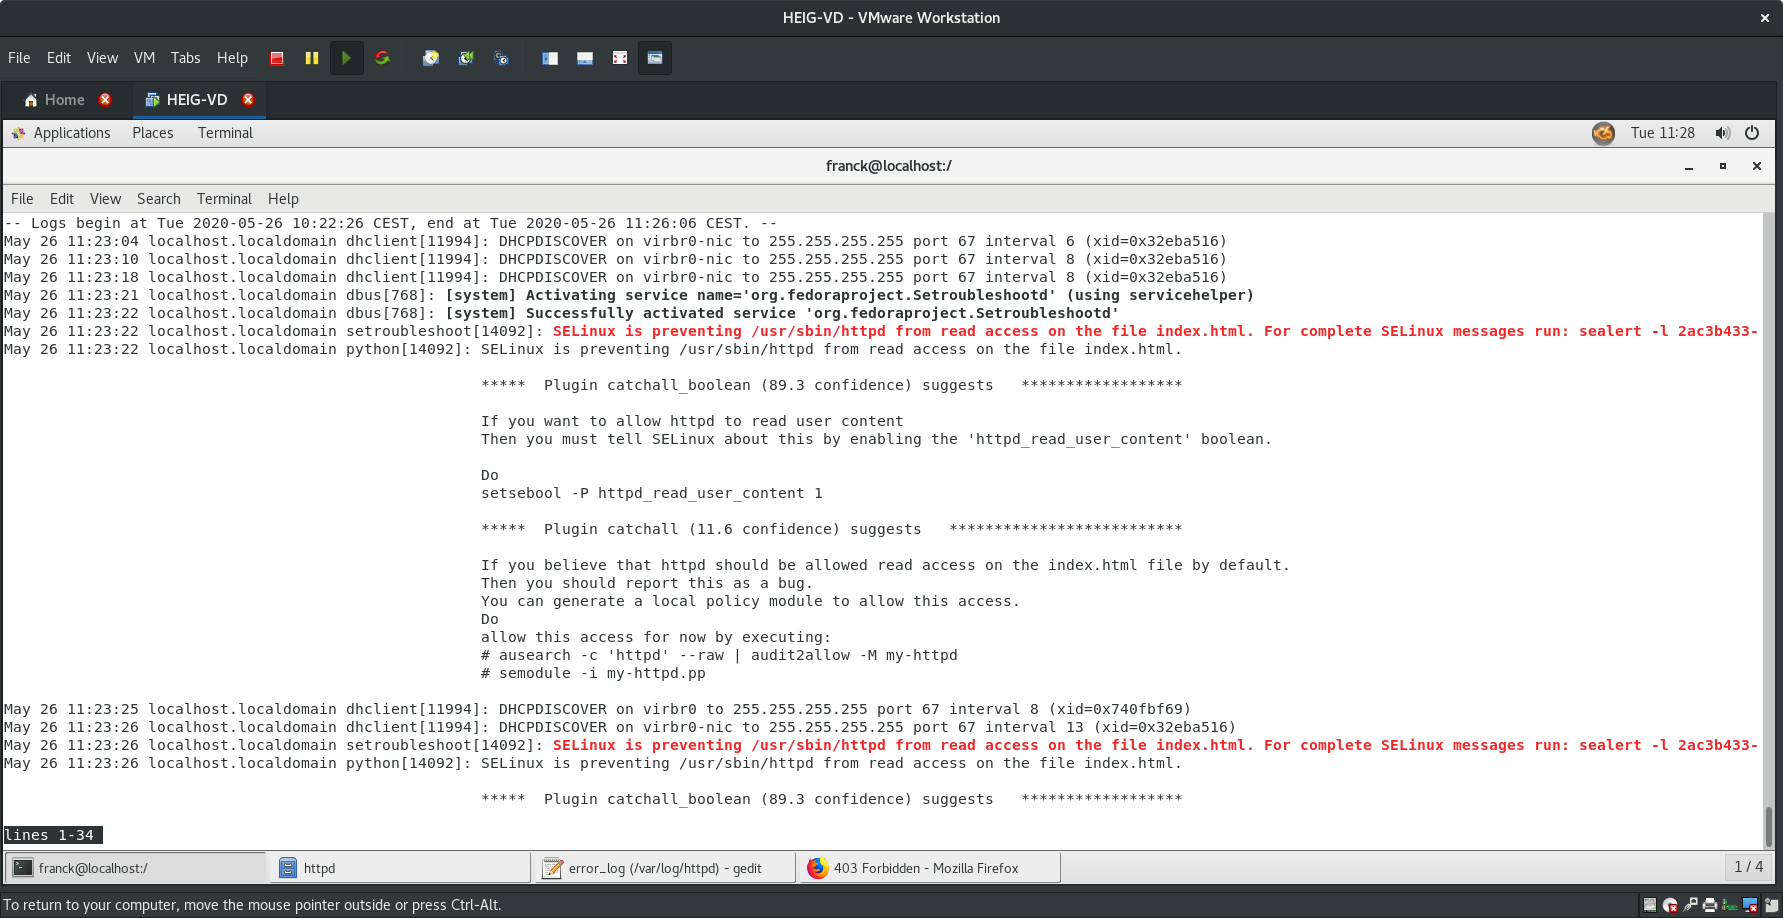 HEIG-VD - VMware Workstation
File Edit View VM Tabs Help
Home HEIG-VD
Applications Places Terminal Tue 11:28
franck@localhost:/
File Edit View Search Terminal Help
-- Logs begin at Tue 2020-05-26 10:22:26 CEST, end at Tue 2020-05-26 11:26:06 CEST. --
May 26 11:23:04 localhost.localdomain dhclient[11994]: DHCPDISCOVER on virbr0-nic to 255.255.255.255 port 67 interval 6 (xid=0x32eba516)
May 26 11:23:10 localhost.localdomain dhclient[11994]: DHCPDISCOVER on virbr0-nic to 255.255.255.255 port 67 interval 8 (xid=0x32eba516)
May 26 11:23:18 localhost.localdomain dhclient[11994]: DHCPDISCOVER on virbr0-nic to 255.255.255.255 port 67 interval 8 (xid=0x32eba516)
May 26 11:23:21 localhost.localdomain dbus[768]: [system] Activating service name='org.fedoraproject.Setroubleshootd' (using servicehelper)
May 26 11:23:22 localhost.localdomain dbus[768]: [system] Successfully activated service 'org.fedoraproject.Setroubleshootd'
May 26 11:23:22 localhost.localdomain setroubleshoot[14092]: SELinux is preventing /usr/sbin/httpd from read access on the file index.html. For complete SELinux messages run: sealert -l 2ac3b433-
May 26 11:23:22 localhost.localdomain python[14092]: SELinux is preventing /usr/sbin/httpd from read access on the file index.html.
***** Plugin catchall_boolean (89.3 confidence) suggests ******************
If you want to allow httpd to read user content
Then you must tell SELinux about this by enabling the 'httpd_read_user_content' boolean.
Do
setsebool -P httpd_read_user_content 1
***** Plugin catchall (11.6 confidence) suggests **************************
If you believe that httpd should be allowed read access on the index.html file by default.
Then you should report this as a bug.
You can generate a local policy module to allow this access.
Do
allow this access for now by executing:
# ausearch -c 'httpd' --raw | audit2allow -M my-httpd
# semodule -i my-httpd.pp
May 26 11:23:25 localhost.localdomain dhclient[11994]: DHCPDISCOVER on virbr0 to 255.255.255.255 port 67 interval 8 (xid=0x740fbf69)
May 26 11:23:26 localhost.localdomain dhclient[11994]: DHCPDISCOVER on virbr0-nic to 255.255.255.255 port 67 interval 13 (xid=0x32eba516)
May 26 11:23:26 localhost.localdomain setroubleshoot[14092]: SELinux is preventing /usr/sbin/httpd from read access on the file index.html. For complete SELinux messages run: sealert -l 2ac3b433-
May 26 11:23:26 localhost.localdomain python[14092]: SELinux is preventing /usr/sbin/httpd from read access on the file index.html.
***** Plugin catchall_boolean (89.3 confidence) suggests ******************
lines 1-34
franck@localhost:/ httpd error_log (/var/log/httpd) - gedit 403 Forbidden - Mozilla Firefox 1 / 4
To return to your computer, move the mouse pointer outside or press Ctrl-Alt.